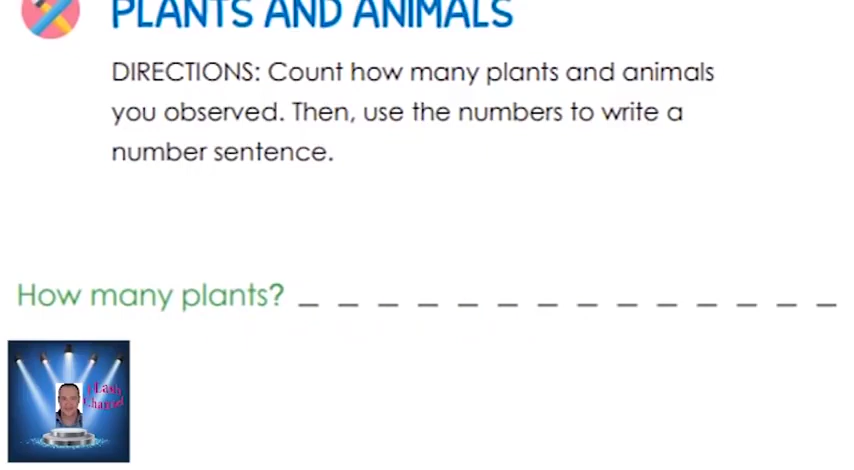 PLANTS AND ANIMALS
DIRECTIONS: Count how many plants and animals
you observed. Then, use the numbers to write a
number sentence.
How many plants? _ _ _ _ _ _ _ _ _ _ _ _ _ _